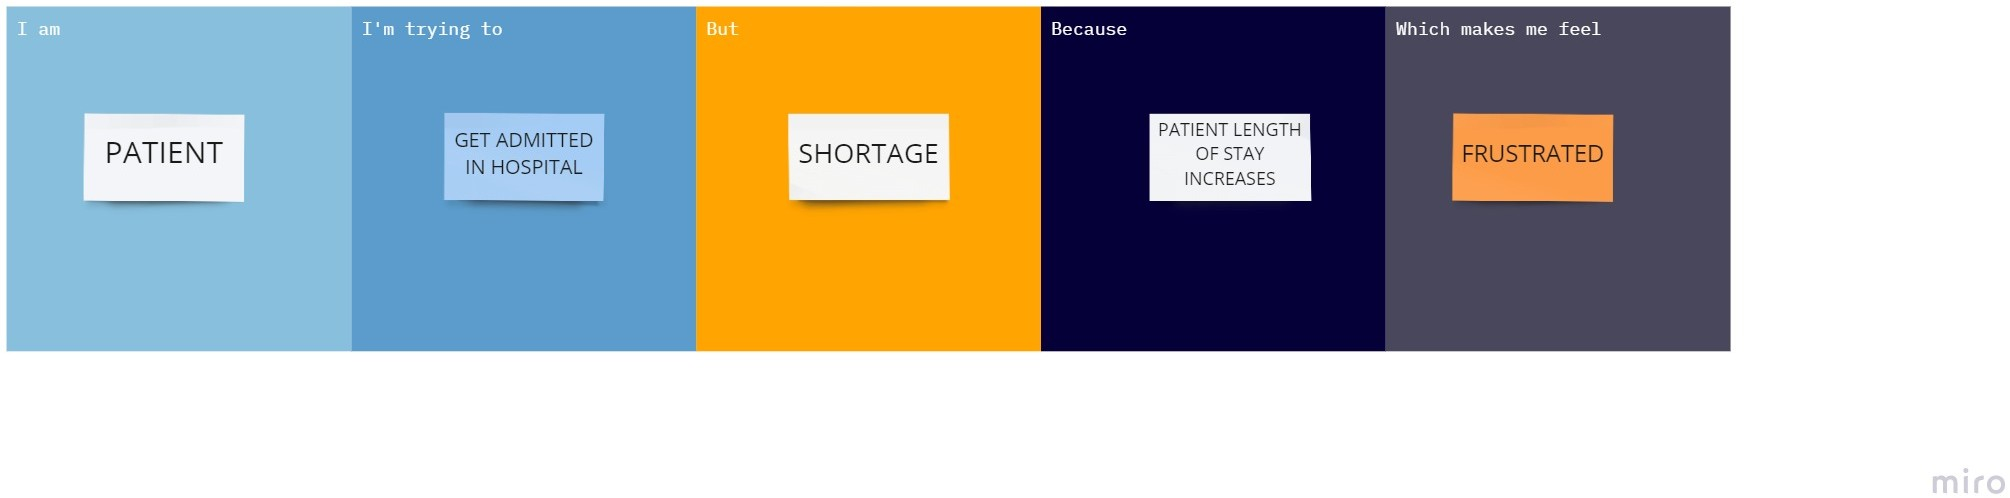 I am
PATIENT
I'm trying to
GET ADMITTED
IN HOSPITAL
But
SHORTAGE
Because
PATIENT LENGTH
OF STAY
INCREASES
Which makes me feel
FRUSTRATED
miro